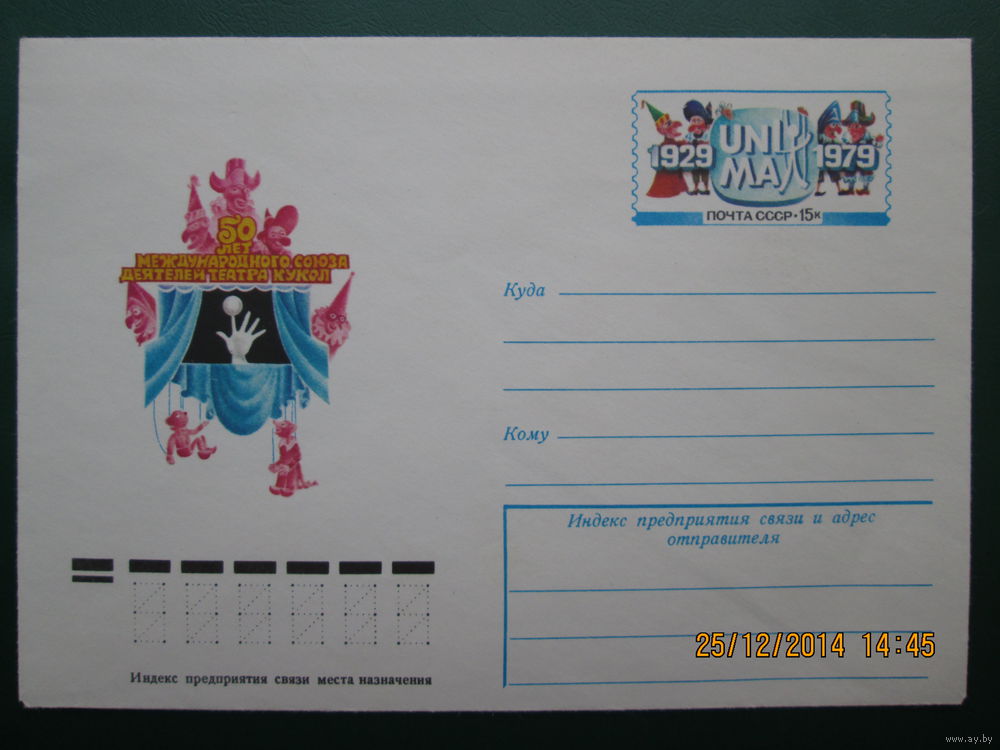 1929 UNI 1979
MA
ПОЧТА СССР • 15к
50
ЛЕТ
МЕЖДУНАРОДНОГО СОЮЗА
ДЕЯТЕЛЕЙ ТЕАТРА КУКОЛ
Куда
Кому
Индекс предприятия связи и адрес
отправителя
Индекс предприятия связи места назначения
25/12/2014 14:45
www.ay.by